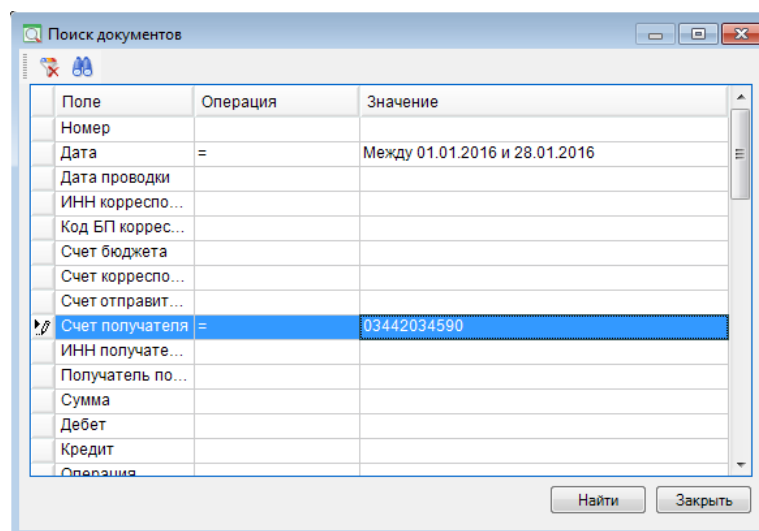 Поиск документов
Поле Операция Значение
Номер
Дата = Между 01.01.2016 и 28.01.2016
Дата проводки
ИНН корреспо...
Код БП коррес...
Счет бюджета
Счет корреспо...
Счет отправит...
Счет получателя = 03442034590
ИНН получате...
Получатель по...
Сумма
Дебет
Кредит
Операция
Найти Закрыть